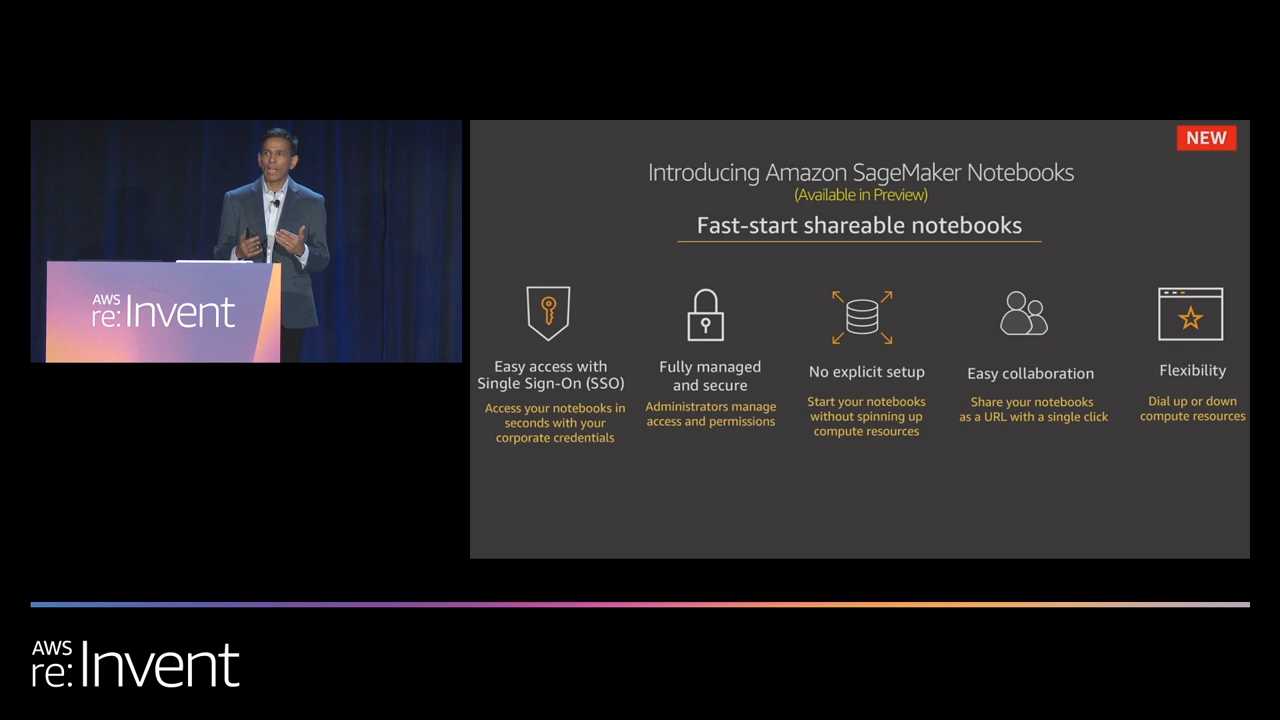 AWS
re:Invent
NEW
Introducing Amazon SageMaker Notebooks
(Available in Preview)
Fast-start shareable notebooks
Easy access with
Single Sign-On (SSO)
Access your notebooks in
seconds with your
corporate credentials
Fully managed
and secure
Administrators manage
access and permissions
No explicit setup
Start your notebooks
without spinning up
compute resources
Easy collaboration
Share your notebooks
as a URL with a single click
Flexibility
Dial up or down
compute resources
AWS
re:Invent